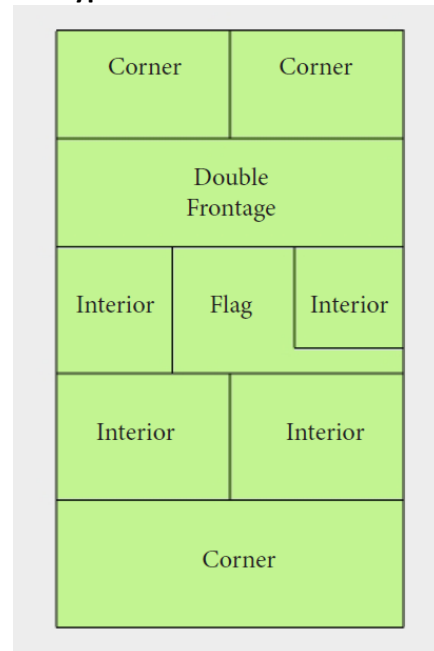 Corner Corner
Double
Frontage
Interior Flag Interior
Interior Interior
Corner